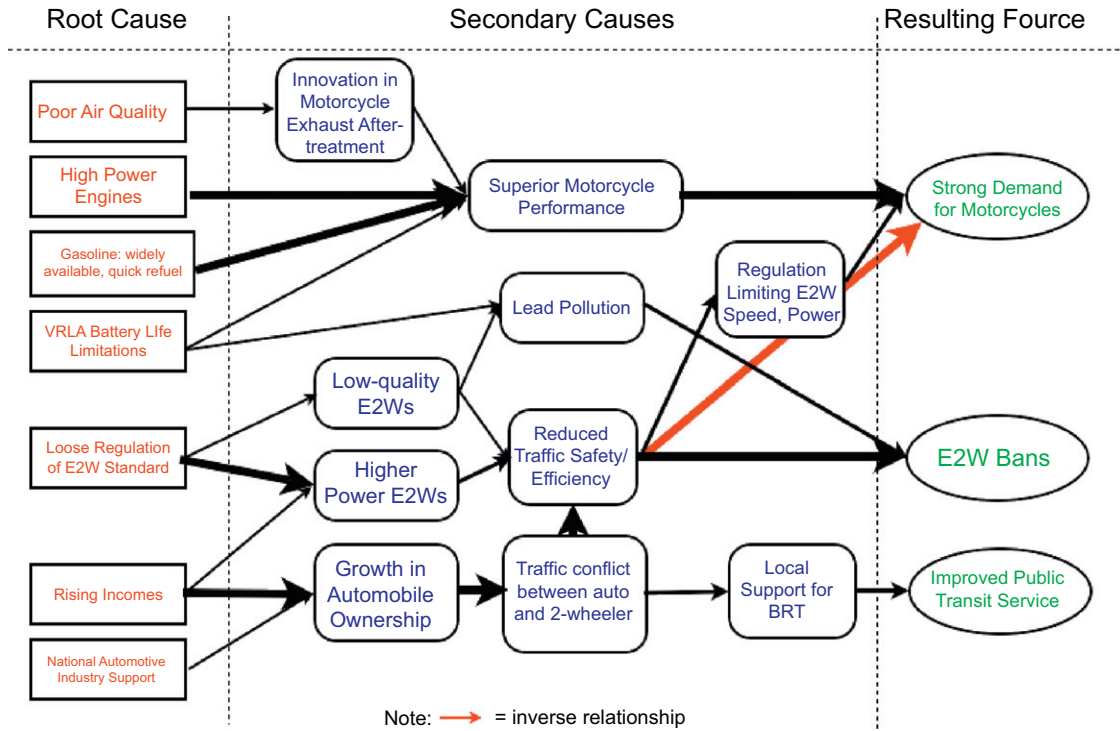 Root Cause
Secondary Causes
Resulting Fource
Poor Air Quality
Innovation in
Motorcycle
Exhaust After-
treatment
High Power
Engines
Superior Motorcycle
Performance
Strong Demand
for Motorcycles
Gasoline: widely
available, quick refuel
Regulation
Limiting E2W
Speed, Power
Lead Pollution
VRLA Battery LIfe
Limitations
Low-quality
E2Ws
Loose Regulation
of E2W Standard
Higher
Power E2Ws
Reduced
Traffic Safety/
Efficiency
E2W Bans
Rising Incomes
Growth in
Automobile
Ownership
Traffic conflict
between auto
and 2-wheeler
Local
Support for
BRT
Improved Public
Transit Service
National Automotive
Industry Support
Note: = inverse relationship